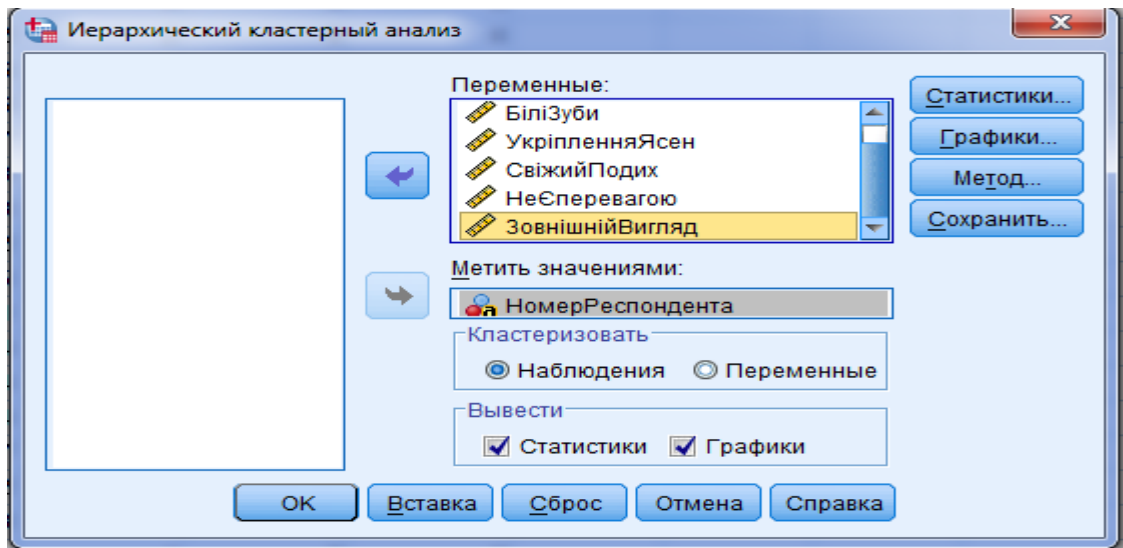 Иерархический кластерный анализ
Переменные:
БіліЗуби
УкріпленняЯсен
СвіжийПодих
НеЄперевагою
ЗовнішнійВигляд
Статистики...
Графики...
Метод...
Сохранить...
Метить значениями:
НомерРеспондента
Кластеризовать
Наблюдения Переменные
Вывести
Статистики Графики
OK Вставка Сброс Отмена Справка